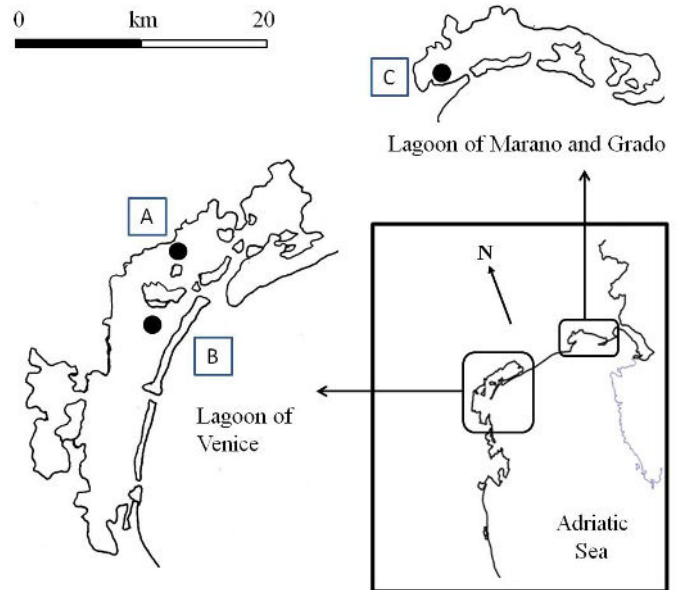 0 km 20
C
Lagoon of Marano and Grado
A
N
B
Lagoon of
Venice
Adriatic
Sea